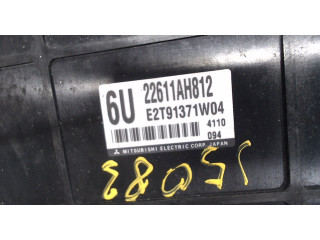 6U 22611AH812
E2T91371W04
4110
094
MITSUBISHI ELECTRIC CORP. JAPAN